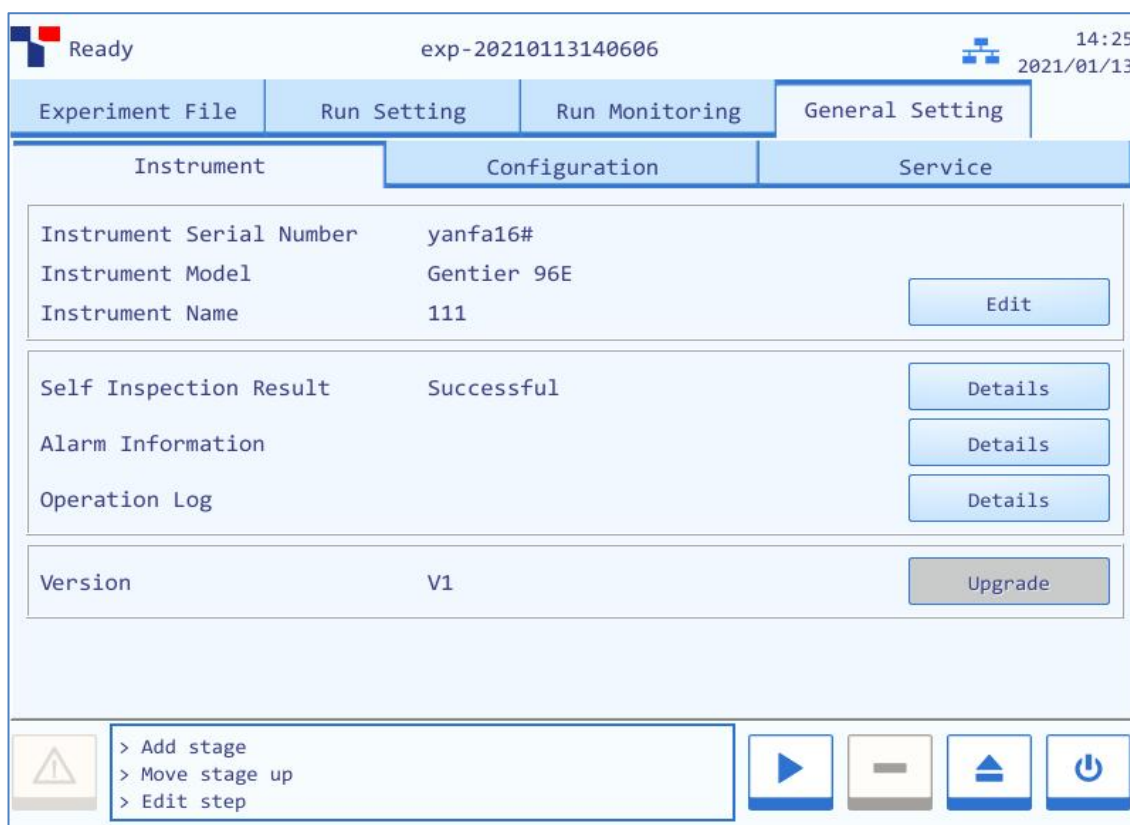 Ready exp-20210113140606 14:25
2021/01/13
Experiment File Run Setting Run Monitoring General Setting
Instrument Configuration Service
Instrument Serial Number yanfa16#
Instrument Model Gentier 96E
Instrument Name 111
Edit
Self Inspection Result Successful Details
Alarm Information Details
Operation Log Details
Version V1 Upgrade
> Add stage
> Move stage up
> Edit step